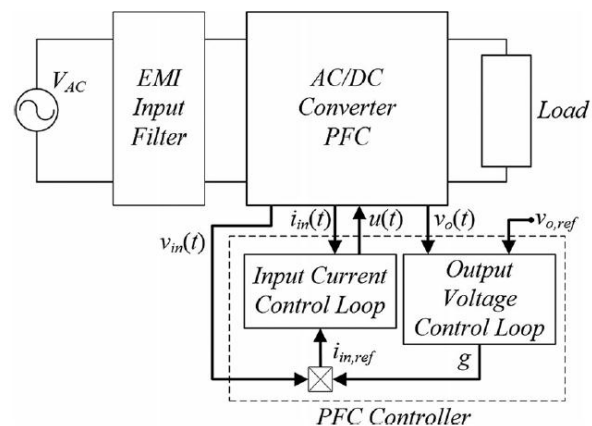 V_AC
EMI
Input
Filter
AC/DC
Converter
PFC
Load
v_in(t)
i_in(t)
u(t)
v_o(t)
v_o,ref
Input Current
Control Loop
Output
Voltage
Control Loop
i_in,ref
g
PFC Controller